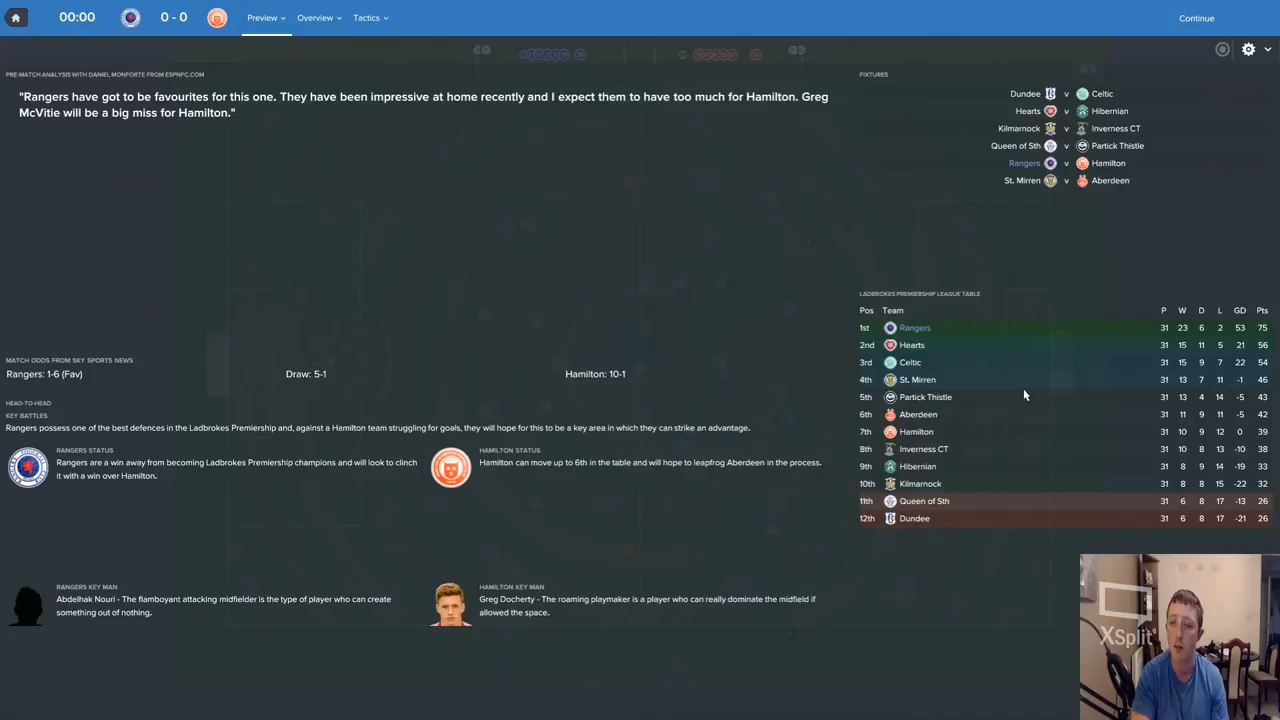 00:00
0 - 0
Preview
Overview
Tactics
Continue
PRE-MATCH ANALYSIS WITH DANIEL MONFORTE FROM ESPNFC.COM
"Rangers have got to be favourites for this one. They have been impressive at home recently and I expect them to have too much for Hamilton. Greg
McVitie will be a big miss for Hamilton."
FIXTURES
Dundee v Celtic
Hearts v Hibernian
Kilmarnock v Inverness CT
Queen of Sth v Partick Thistle
Rangers v Hamilton
St. Mirren v Aberdeen
LADBROKES PREMIERSHIP LEAGUE TABLE
Pos Team P W D L GD Pts
1st Rangers 31 23 6 2 53 75
2nd Hearts 31 15 11 5 21 56
3rd Celtic 31 15 9 7 22 54
4th St. Mirren 31 13 7 11 -1 46
5th Partick Thistle 31 13 4 14 -5 43
6th Aberdeen 31 11 9 11 -5 42
7th Hamilton 31 10 9 12 0 39
8th Inverness CT 31 10 8 13 -10 38
9th Hibernian 31 8 9 14 -19 33
10th Kilmarnock 31 8 8 15 -22 32
11th Queen of Sth 31 6 8 17 -13 26
12th Dundee 31 6 8 17 -21 26
MATCH ODDS FROM SKY SPORTS NEWS
Rangers: 1-6 (Fav)
Draw: 5-1
Hamilton: 10-1
HEAD-TO-HEAD
KEY BATTLES
Rangers possess one of the best defences in the Ladbrokes Premiership and, against a Hamilton team struggling for goals, they will hope for this to be a key area in which they can strike an advantage.
RANGERS STATUS
Rangers are a win away from becoming Ladbrokes Premiership champions and will look to clinch
it with a win over Hamilton.
HAMILTON STATUS
Hamilton can move up to 6th in the table and will hope to leapfrog Aberdeen in the process.
RANGERS KEY MAN
Abdelhak Nouri - The flamboyant attacking midfielder is the type of player who can create
something out of nothing.
HAMILTON KEY MAN
Greg Docherty - The roaming playmaker is a player who can really dominate the midfield if
allowed the space.
XSplit